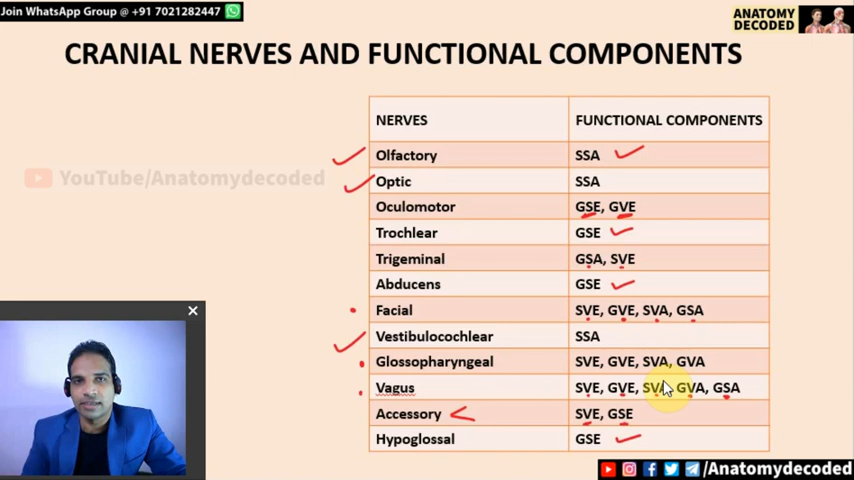 Join WhatsApp Group @ +91 7021282447
ANATOMY
DECODED
CRANIAL NERVES AND FUNCTIONAL COMPONENTS
YouTube/Anatomydecoded
NERVES FUNCTIONAL COMPONENTS
Olfactory SSA
Optic SSA
Oculomotor GSE, GVE
Trochlear GSE
Trigeminal GSA, SVE
Abducens GSE
Facial SVE, GVE, SVA, GSA
Vestibulocochlear SSA
Glossopharyngeal SVE, GVE, SVA, GVA
Vagus SVE, GVE, SVA, GVA, GSA
Accessory SVE, GSE
Hypoglossal GSE
/Anatomydecoded